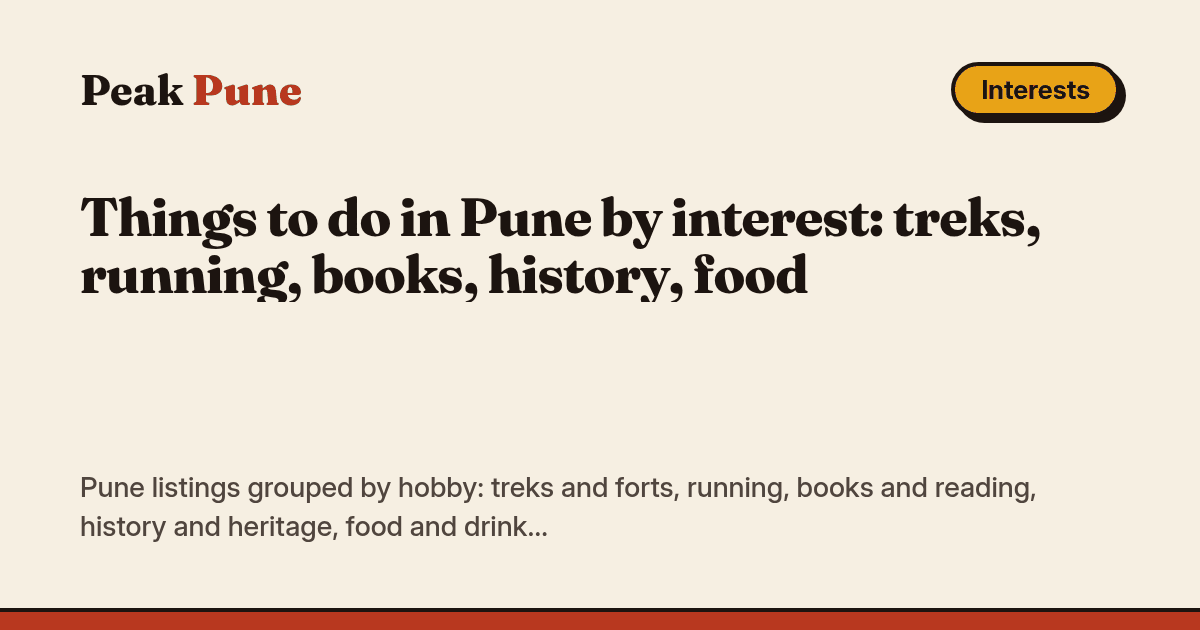 Peak Pune
Interests
Things to do in Pune by interest: treks,
running, books, history, food
Pune listings grouped by hobby: treks and forts, running, books and reading,
history and heritage, food and drink...